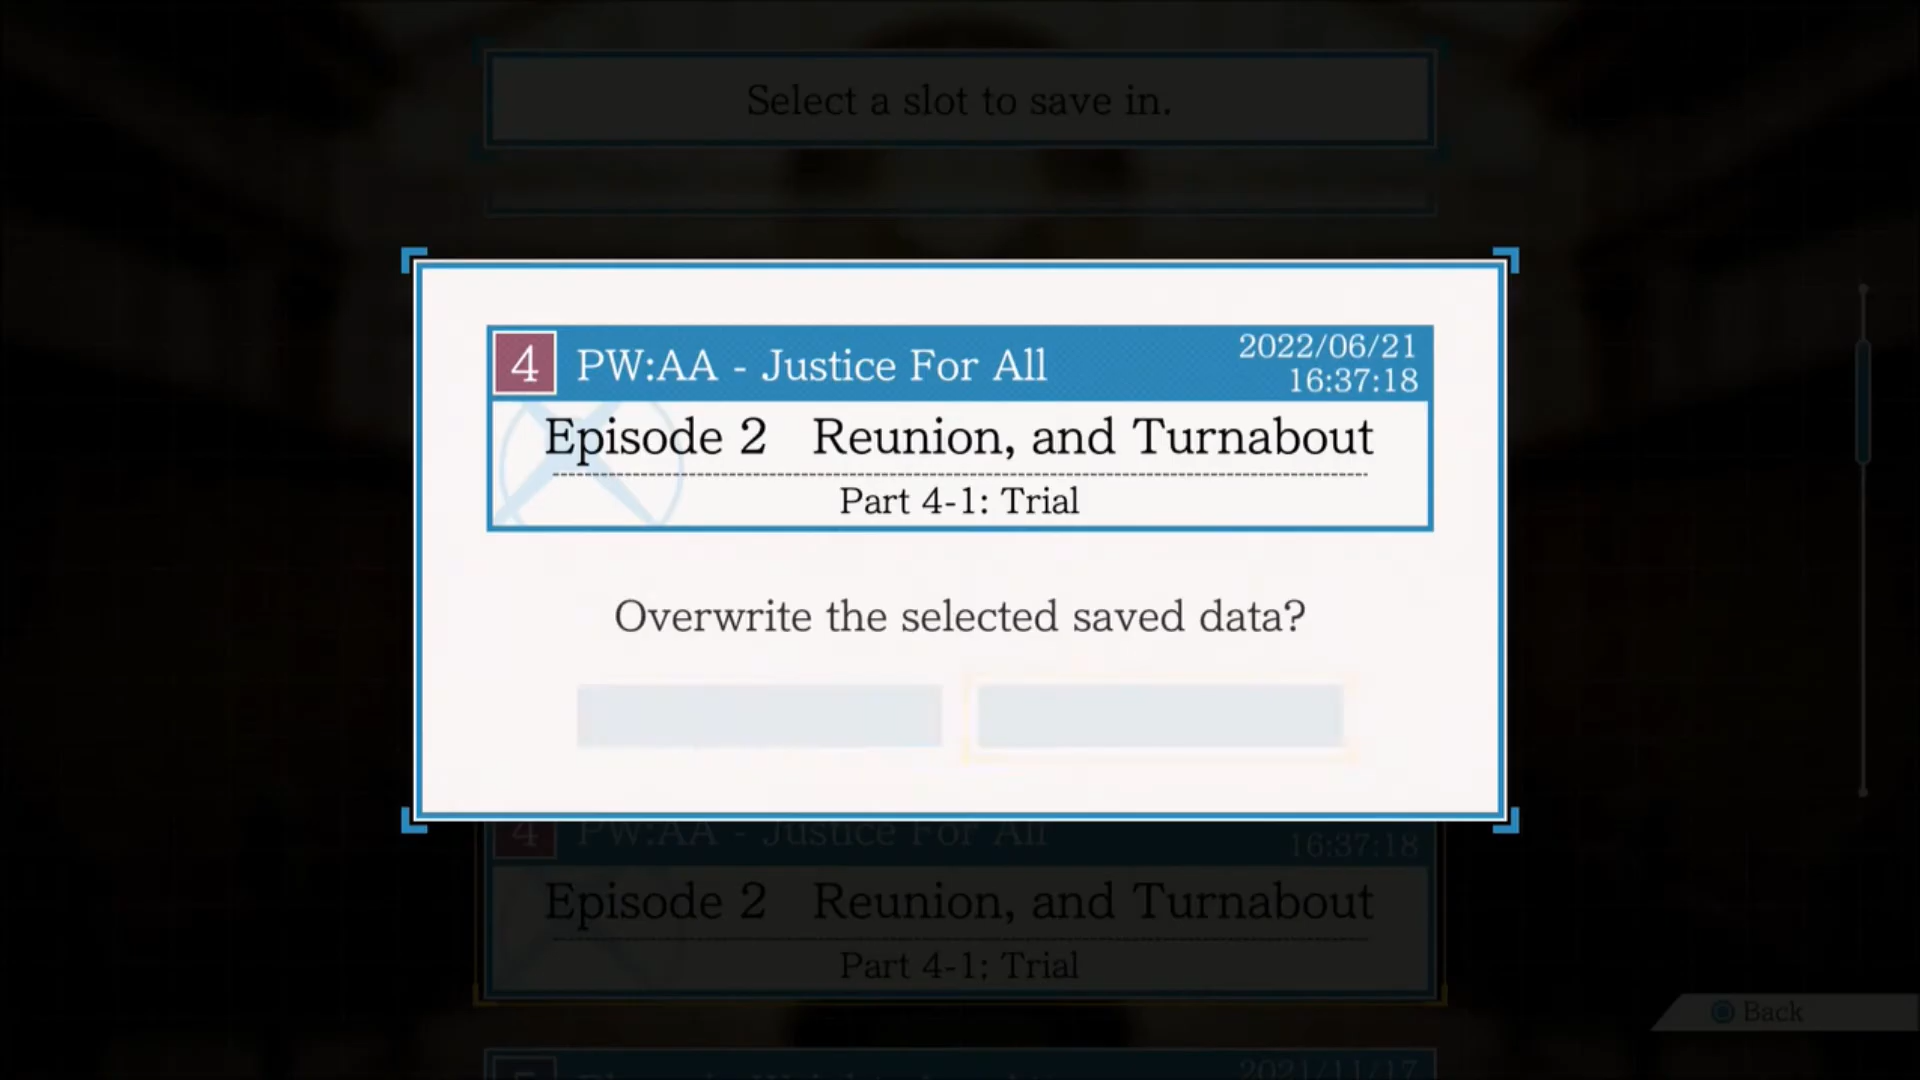 Select a slot to save in.
4 PW:AA - Justice For All
2022/06/21
16:37:18
Episode 2 Reunion, and Turnabout
Part 4-1: Trial
Overwrite the selected saved data?
4 PW:AA - Justice For All
16:37:18
Episode 2 Reunion, and Turnabout
Part 4-1: Trial
Back
2021/11/17